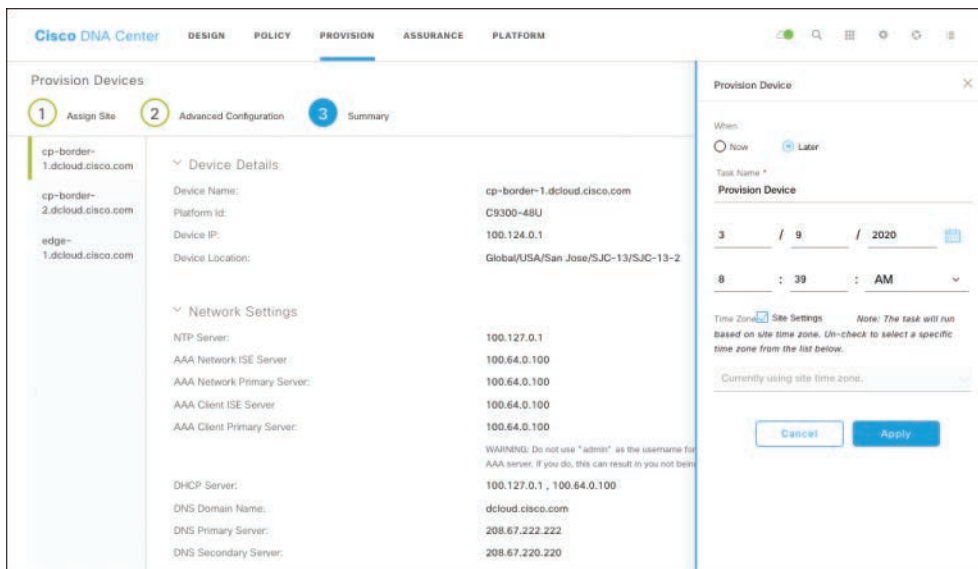 Cisco DNA Center DESIGN POLICY PROVISION ASSURANCE PLATFORM
Provision Devices
1 Assign Site 2 Advanced Configuration 3 Summary
cp-border-
1.dcloud.cisco.com
cp-border-
2.dcloud.cisco.com
edge-
1.dcloud.cisco.com
Device Details
Device Name: cp-border-1.dcloud.cisco.com
Platform Id: C9300-48U
Device IP: 100.124.0.1
Device Location: Global/USA/San Jose/SJC-13/SJC-13-2
Network Settings
NTP Server: 100.127.0.1
AAA Network ISE Server 100.64.0.100
AAA Network Primary Server: 100.64.0.100
AAA Client ISE Server 100.64.0.100
AAA Client Primary Server: 100.64.0.100
WARNING: Do not use "admin" as the username for
AAA server. If you do, this can result in you not being
DHCP Server: 100.127.0.1 , 100.64.0.100
DNS Domain Name: dcloud.cisco.com
DNS Primary Server: 208.67.222.222
DNS Secondary Server: 208.67.220.220
Provision Device
When
Now Later
Task Name *
Provision Device
3 / 9 / 2020
8 : 39 : AM
Time Zone Site Settings Note: The task will run
based on site time zone. Un-check to select a specific
time zone from the list below.
Currently using site time zone.
Cancel Apply